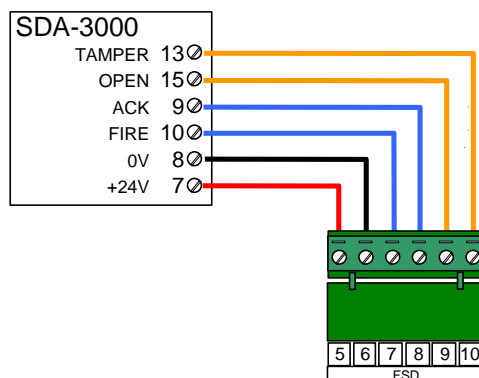 SDA-3000
TAMPER 13
OPEN 15
ACK 9
FIRE 10
0V 8
+24V 7
5 6 7 8 9 10
ESD